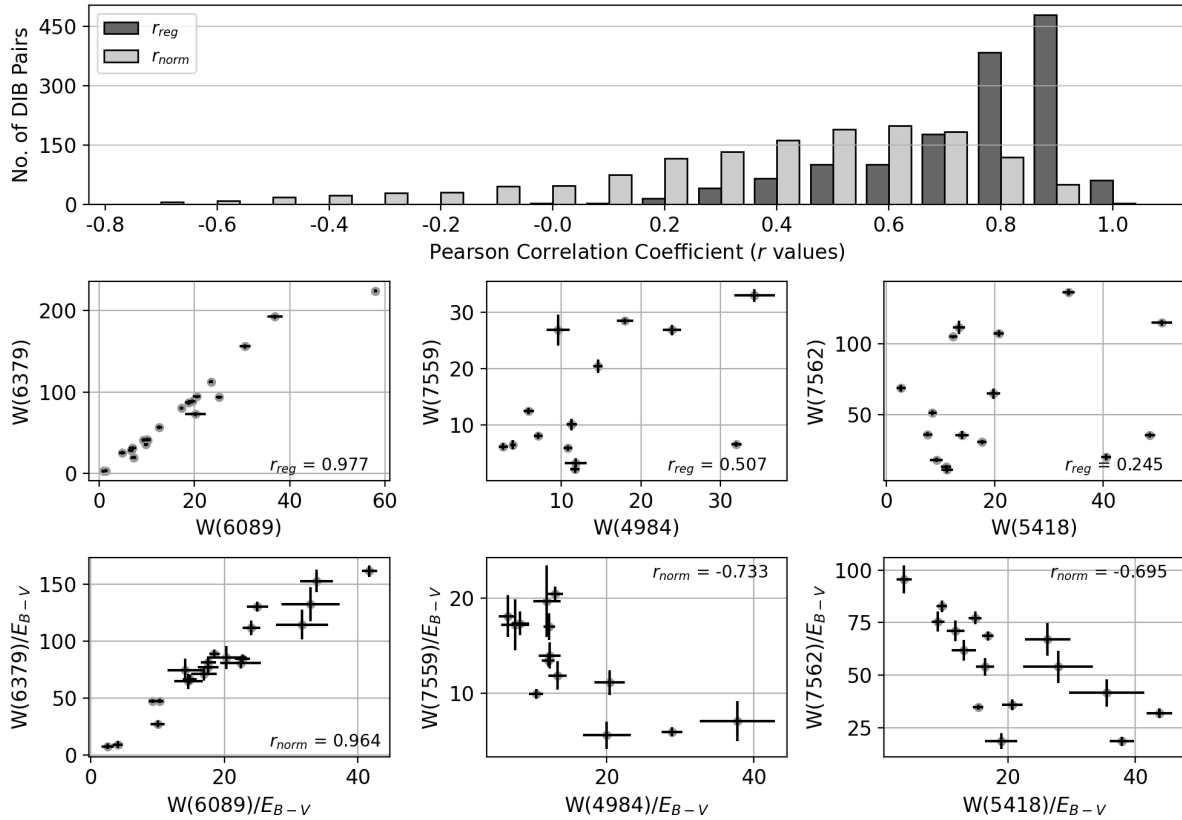 No. of DIB Pairs
450
300
150
0
r_reg
r_norm
-0.8 -0.6 -0.4 -0.2 -0.0 0.2 0.4 0.6 0.8 1.0
Pearson Correlation Coefficient (r values)
W(6379)
200
100
0
r_reg = 0.977
0 20 40 60
W(6089)
W(7559)
30
20
10
r_reg = 0.507
10 20 30
W(4984)
W(7562)
100
50
r_reg = 0.245
0 20 40
W(5418)
W(6379)/E_B−V
150
100
50
0
r_norm = 0.964
0 20 40
W(6089)/E_B−V
W(7559)/E_B−V
20
10
r_norm = -0.733
20 40
W(4984)/E_B−V
W(7562)/E_B−V
100
75
50
25
r_norm = -0.695
20 40
W(5418)/E_B−V